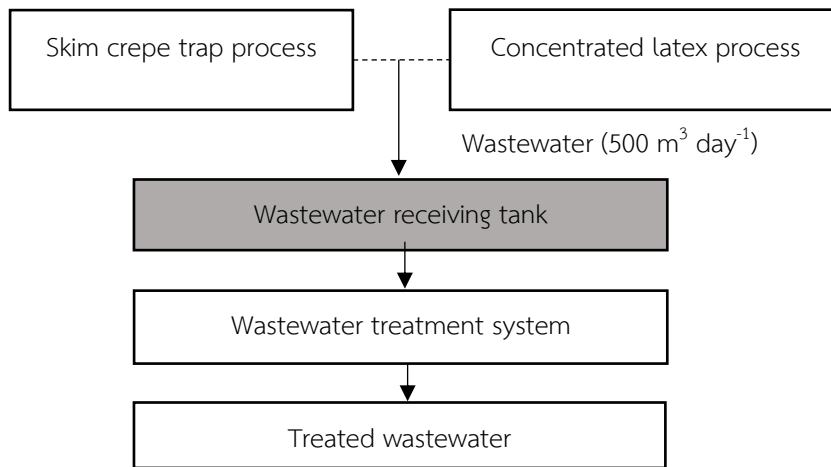 Skim crepe trap process
Concentrated latex process
Wastewater (500 m³ day⁻¹)
Wastewater receiving tank
Wastewater treatment system
Treated wastewater